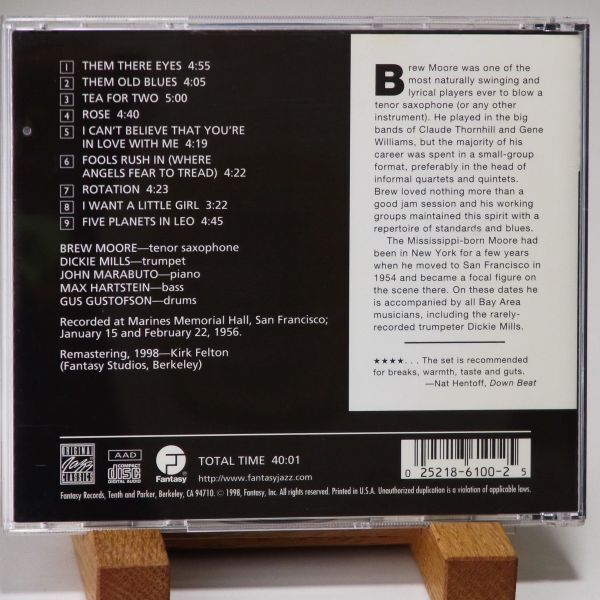 1 THEM THERE EYES 4:55
2 THEM OLD BLUES 4:05
3 TEA FOR TWO 5:00
4 ROSE 4:40
5 I CAN'T BELIEVE THAT YOU'RE
IN LOVE WITH ME 4:19
6 FOOLS RUSH IN (WHERE
ANGELS FEAR TO TREAD) 4:22
7 ROTATION 4:23
8 I WANT A LITTLE GIRL 3:22
9 FIVE PLANETS IN LEO 4:45
BREW MOORE—tenor saxophone
DICKIE MILLS—trumpet
JOHN MARABUTO—piano
MAX HARTSTEIN—bass
GUS GUSTOFSON—drums
Recorded at Marines Memorial Hall, San Francisco;
January 15 and February 22, 1956.
Remastering, 1998—Kirk Felton
(Fantasy Studios, Berkeley)
Brew Moore was one of the
most naturally swinging and
lyrical players ever to blow a
tenor saxophone (or any other
instrument). He played in the big
bands of Claude Thornhill and Gene
Williams, but the majority of his
career was spent in a small-group
format, preferably in the head of
informal quartets and quintets.
Brew loved nothing more than a
good jam session and his working
groups maintained this spirit with a
repertoire of standards and blues.
The Mississippi-born Moore had
been in New York for a few years
when he moved to San Francisco in
1954 and became a focal figure on
the scene there. On these dates he
is accompanied by all Bay Area
musicians, including the rarely-
recorded trumpeter Dickie Mills.
★★★★. . . The set is recommended
for breaks, warmth, taste and guts.
—Nat Hentoff, Down Beat
ORIGINAL
Jazz
CLASSICS
AAD
COMPACT
disc
DIGITAL AUDIO
Fantasy
TOTAL TIME 40:01
http://www.fantasyjazz.com
0 25218-6100-2 5
Fantasy Records, Tenth and Parker, Berkeley, CA 94710. © 1998, Fantasy, Inc. All rights reserved. Printed in U.S.A. Unauthorized duplication is a violation of applicable laws.